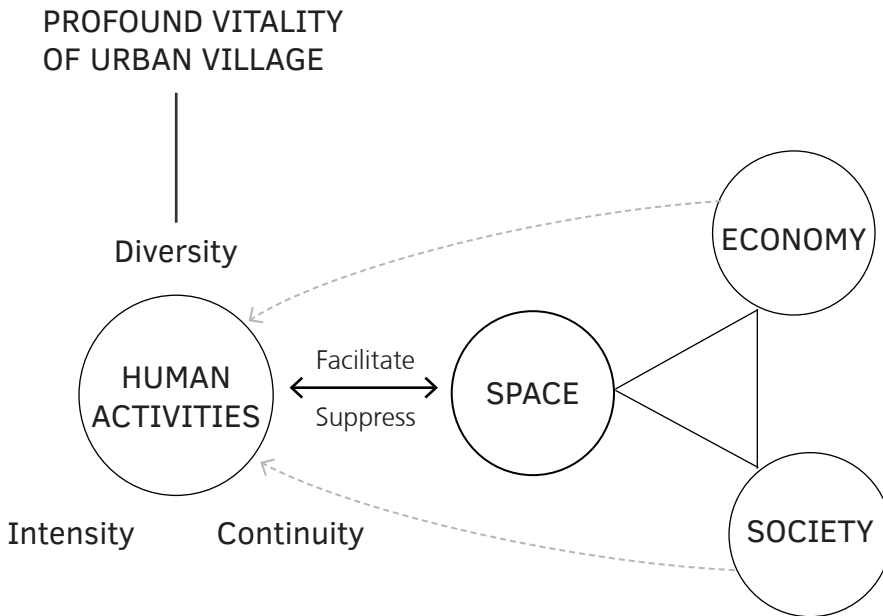 PROFOUND VITALITY
OF URBAN VILLAGE
Diversity
ECONOMY
HUMAN
ACTIVITIES
Facilitate
Suppress
SPACE
Intensity
Continuity
SOCIETY